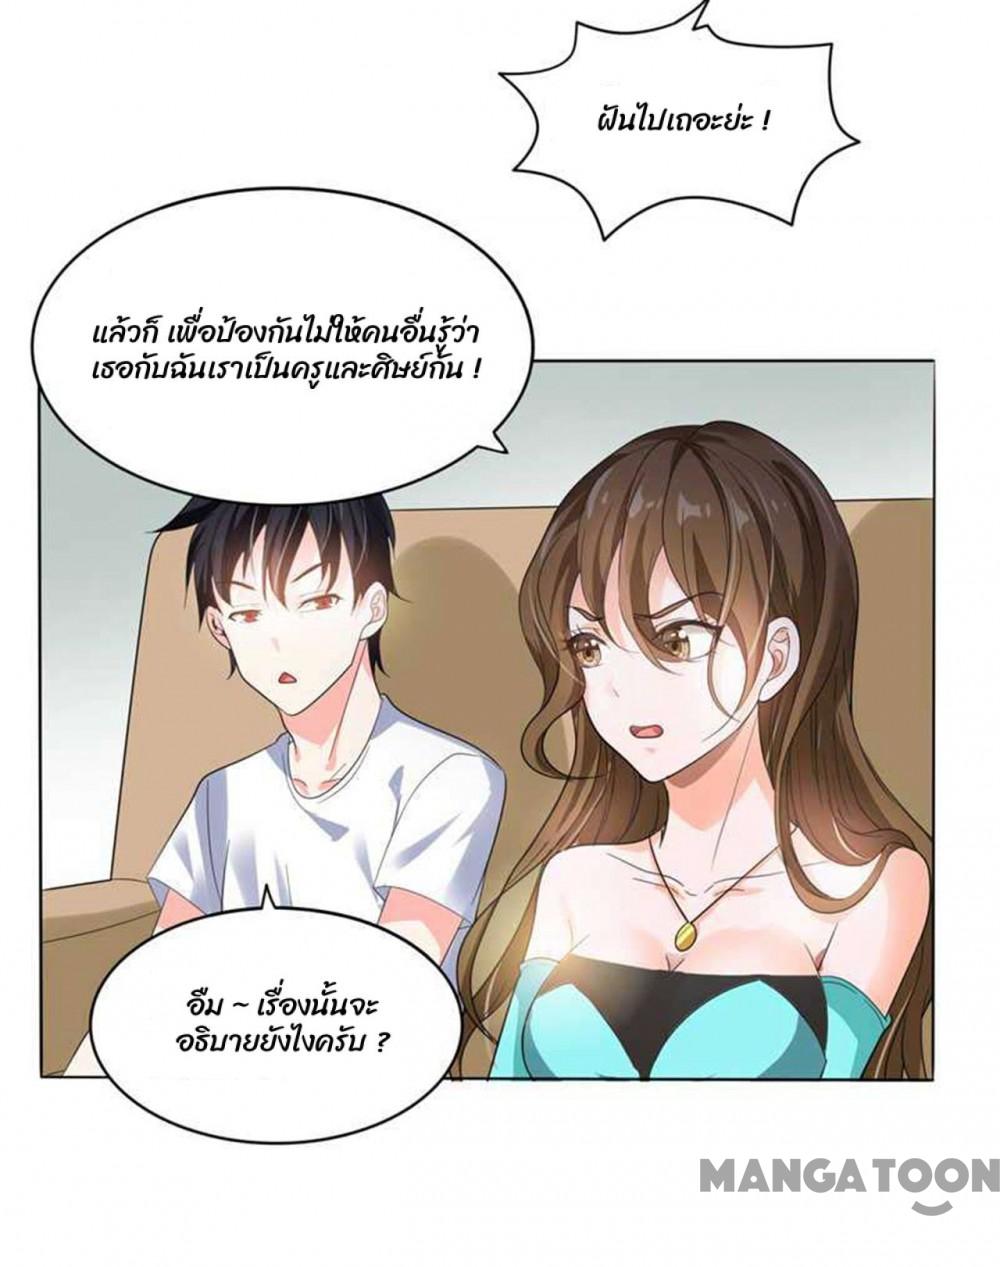 ฝันไปเถอะย่ะ !
แล้วก็ เพื่อป้องกันไม่ให้คนอื่นรู้ว่า
เธอกับฉันเราเป็นครูและศิษย์กัน !
อืม ~ เรื่องนั้นจะ
อธิบายยังไงครับ ?
MANGATOON